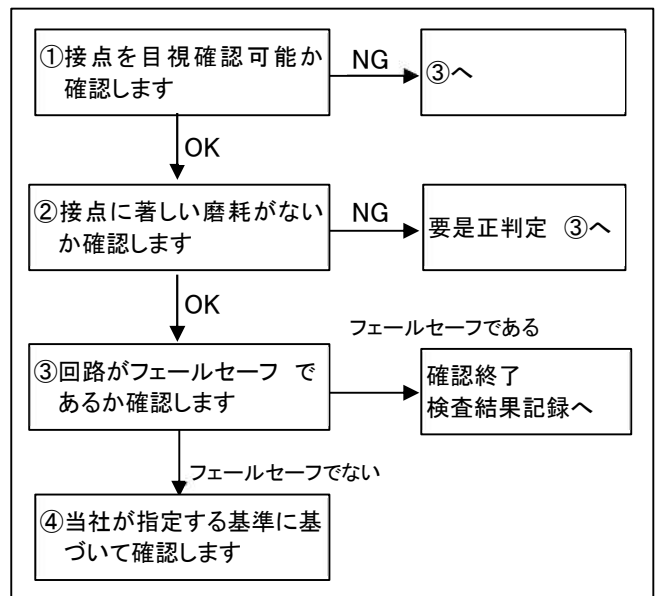 ①接点を目視確認可能か
確認します
NG
③へ
OK
②接点に著しい磨耗がない
か確認します
NG
要是正判定 ③へ
OK
フェールセーフである
③回路がフェールセーフ で
あるか確認します
確認終了
検査結果記録へ
フェールセーフでない
④当社が指定する基準に基
づいて確認します